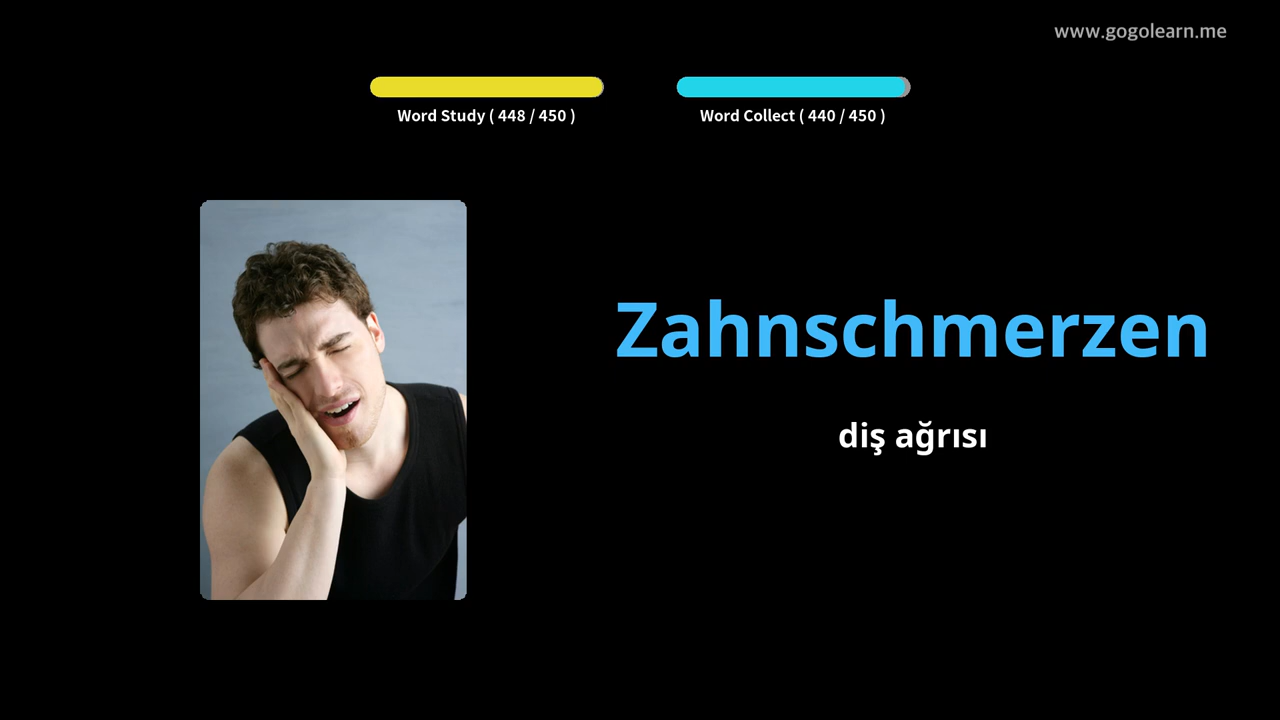 www.gogolearn.me
Word Study ( 448 / 450 )
Word Collect ( 440 / 450 )
Zahnschmerzen
diş ağrısı